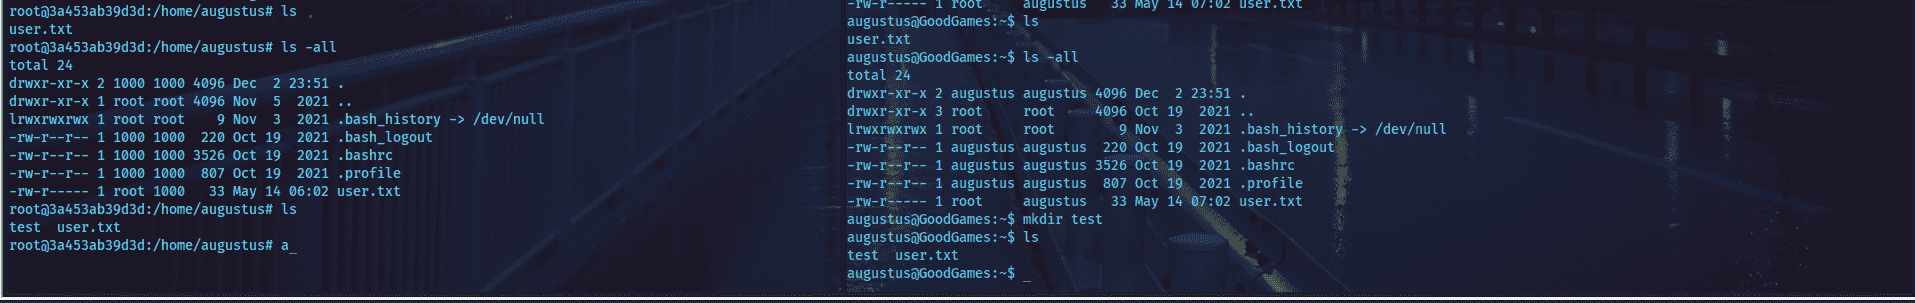 root@3a453ab39d3d:/home/augustus# ls
user.txt
root@3a453ab39d3d:/home/augustus# ls -all
total 24
drwxr-xr-x 2 1000 1000 4096 Dec  2 23:51 .
drwxr-xr-x 1 root root 4096 Nov  5  2021 ..
lrwxrwxrwx 1 root root    9 Nov  3  2021 .bash_history -> /dev/null
-rw-r--r-- 1 1000 1000  220 Oct 19  2021 .bash_logout
-rw-r--r-- 1 1000 1000 3526 Oct 19  2021 .bashrc
-rw-r--r-- 1 1000 1000  807 Oct 19  2021 .profile
-rw-r----- 1 root 1000   33 May 14 06:02 user.txt
root@3a453ab39d3d:/home/augustus# ls
test  user.txt
root@3a453ab39d3d:/home/augustus# a_
-rw-r----- 1 root     augustus   33 May 14 07:02 user.txt
augustus@GoodGames:~$ ls
user.txt
augustus@GoodGames:~$ ls -all
total 24
drwxr-xr-x 2 augustus augustus 4096 Dec  2 23:51 .
drwxr-xr-x 3 root     root     4096 Oct 19  2021 ..
lrwxrwxrwx 1 root     root        9 Nov  3  2021 .bash_history -> /dev/null
-rw-r--r-- 1 augustus augustus  220 Oct 19  2021 .bash_logout
-rw-r--r-- 1 augustus augustus 3526 Oct 19  2021 .bashrc
-rw-r--r-- 1 augustus augustus  807 Oct 19  2021 .profile
-rw-r----- 1 root     augustus   33 May 14 07:02 user.txt
augustus@GoodGames:~$ mkdir test
augustus@GoodGames:~$ ls
test  user.txt
augustus@GoodGames:~$ _